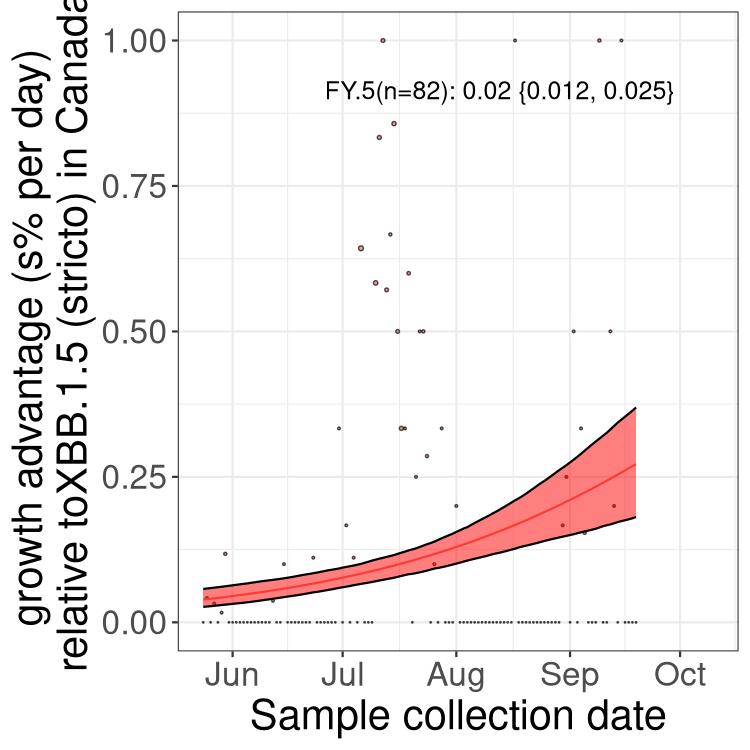 growth advantage (s% per day)
relative toXBB.1.5 (stricto) in Canada
1.00
0.75
0.50
0.25
0.00
FY.5(n=82): 0.02 {0.012, 0.025}
Jun Jul Aug Sep Oct
Sample collection date